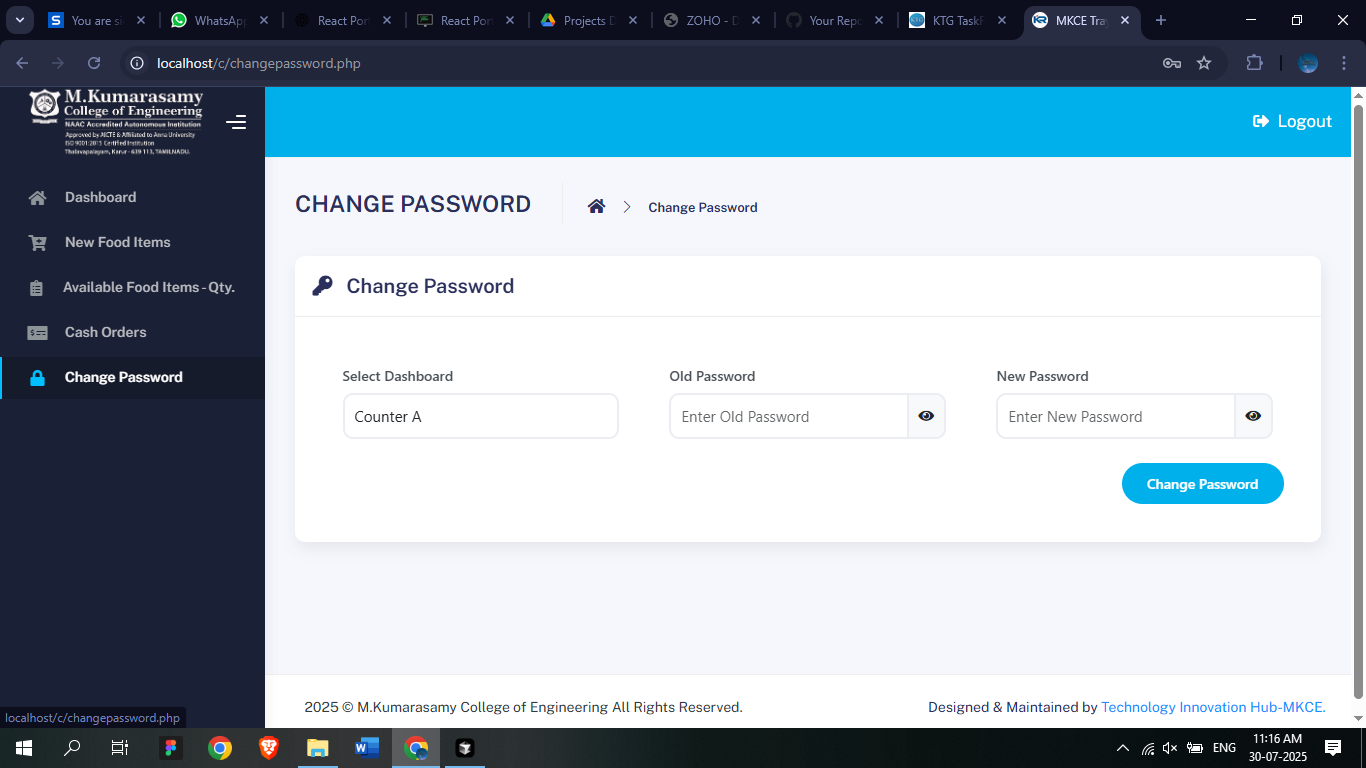 You are si
WhatsApp
React Por
React Por
Projects D
ZOHO - D
Your Repo
KTG TaskF
MKCE Tray
localhost/c/changepassword.php
M.Kumarasamy
College of Engineering
NAAC Accredited Autonomous Institution
Approved by AICTE & Affiliated to Anna University
ISO 9001:2015 Certified Institution
Thalavapalayam, Karur - 639 113, TAMILNADU.
Logout
Dashboard
New Food Items
Available Food Items - Qty.
Cash Orders
Change Password
CHANGE PASSWORD
Change Password
Change Password
Select Dashboard
Old Password
New Password
Counter A
Enter Old Password
Enter New Password
Change Password
2025 © M.Kumarasamy College of Engineering All Rights Reserved.
Designed & Maintained by Technology Innovation Hub-MKCE.
localhost/c/changepassword.php
ENG
11:16 AM
30-07-2025